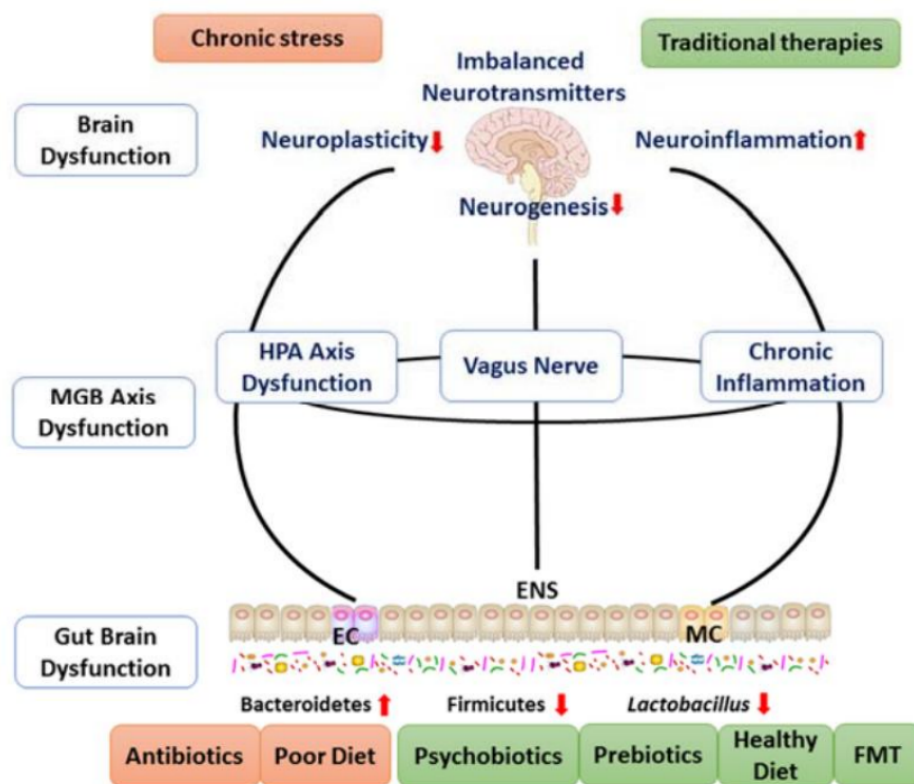 Chronic stress
Traditional therapies
Imbalanced
Neurotransmitters
Brain
Dysfunction
Neuroplasticity
Neuroinflammation
Neurogenesis
HPA Axis
Dysfunction
Vagus Nerve
Chronic
Inflammation
MGB Axis
Dysfunction
ENS
EC
MC
Gut Brain
Dysfunction
Bacteroidetes
Firmicutes
Lactobacillus
Antibiotics
Poor Diet
Psychobiotics
Prebiotics
Healthy
Diet
FMT